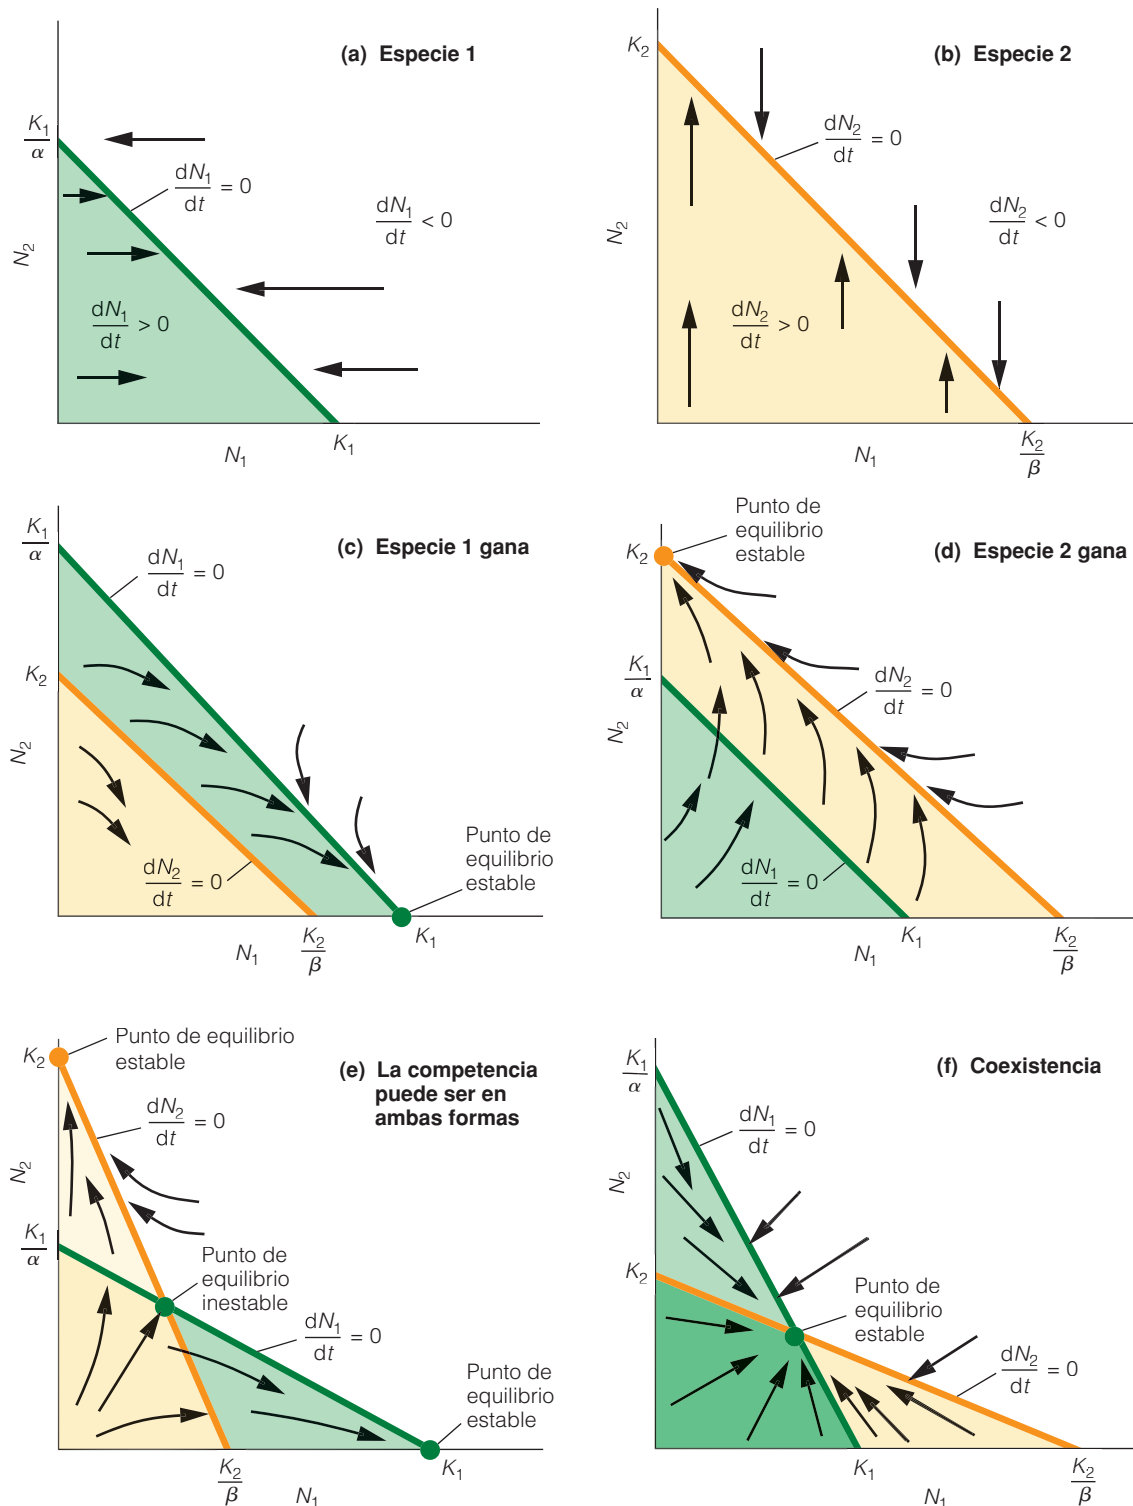 (a) Especie 1
K1
α
dN1
dt
= 0
dN1
dt
< 0
N2
dN1
dt
> 0
K1
N1
(b) Especie 2
K2
dN2
dt
= 0
dN2
dt
< 0
N2
dN2
dt
> 0
N1
K2
β
(c) Especie 1 gana
K1
α
dN1
dt
= 0
K2
N2
dN2
dt
= 0
Punto de
equilibrio
estable
N1
K2
β
K1
Punto de
equilibrio
estable
(d) Especie 2 gana
K2
K1
α
dN2
dt
= 0
N2
dN1
dt
= 0
N1
K1
K2
β
Punto de equilibrio
estable
K2
(e) La competencia
puede ser en
ambas formas
dN2
dt
= 0
N2
K1
α
Punto de
equilibrio
inestable
dN1
dt
= 0
Punto de
equilibrio
estable
K2
β
N1
K1
(f) Coexistencia
K1
α
dN1
dt
= 0
N2
K2
Punto de
equilibrio
estable
dN2
dt
= 0
K1
N1
K2
β